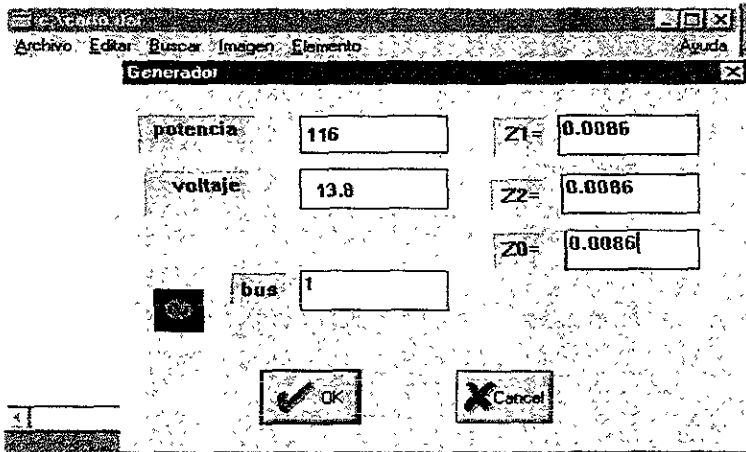 Archivo Editar Buscar Imagen Elemento Ayuda
Generador
potencia 116 Z1= 0.0086
voltaje 13.8 Z2= 0.0086
Z0= 0.0086
bus 1
OK Cancel